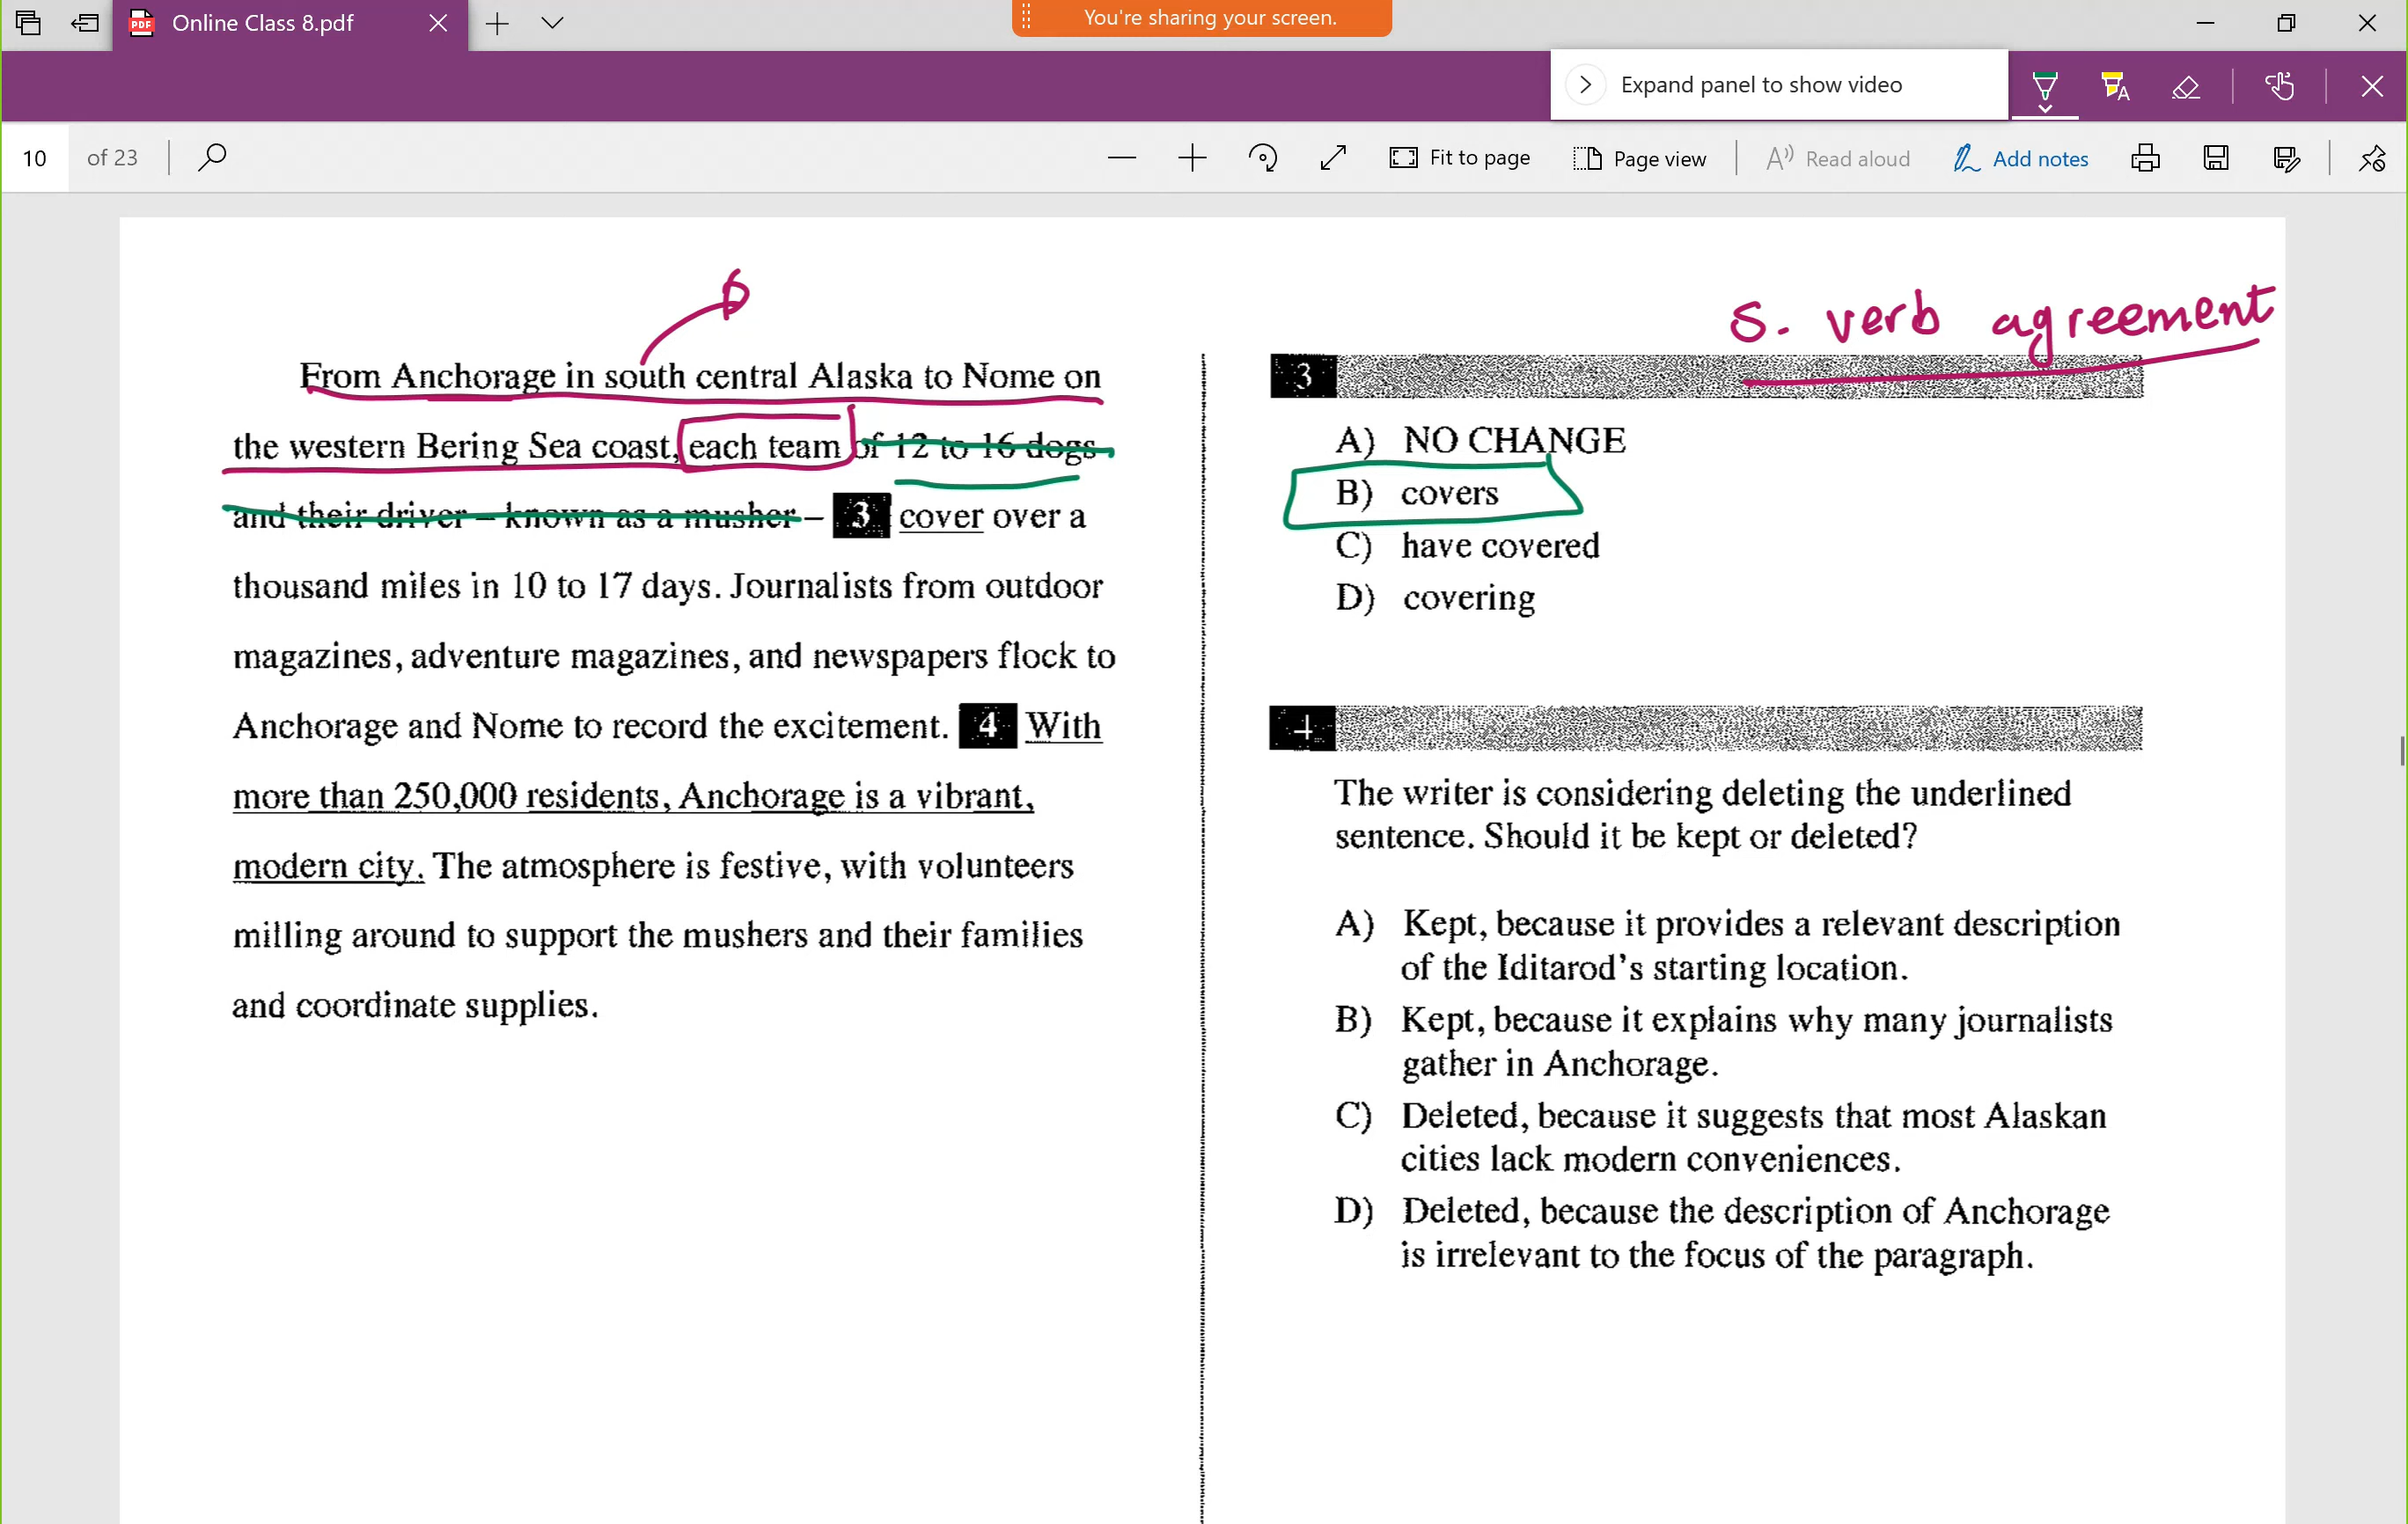 Online Class 8.pdf
You're sharing your screen.
Expand panel to show video
10 of 23
Fit to page
Page view
Read aloud
Add notes
From Anchorage in south central Alaska to Nome on
the western Bering Sea coast, each team of 12 to 16 dogs
and their driver – known as a musher – 3 cover over a
thousand miles in 10 to 17 days. Journalists from outdoor
magazines, adventure magazines, and newspapers flock to
Anchorage and Nome to record the excitement. 4 With
more than 250,000 residents, Anchorage is a vibrant,
modern city. The atmosphere is festive, with volunteers
milling around to support the mushers and their families
and coordinate supplies.
S. verb agreement
3
A) NO CHANGE
B) covers
C) have covered
D) covering
4
The writer is considering deleting the underlined
sentence. Should it be kept or deleted?
A) Kept, because it provides a relevant description
of the Iditarod's starting location.
B) Kept, because it explains why many journalists
gather in Anchorage.
C) Deleted, because it suggests that most Alaskan
cities lack modern conveniences.
D) Deleted, because the description of Anchorage
is irrelevant to the focus of the paragraph.